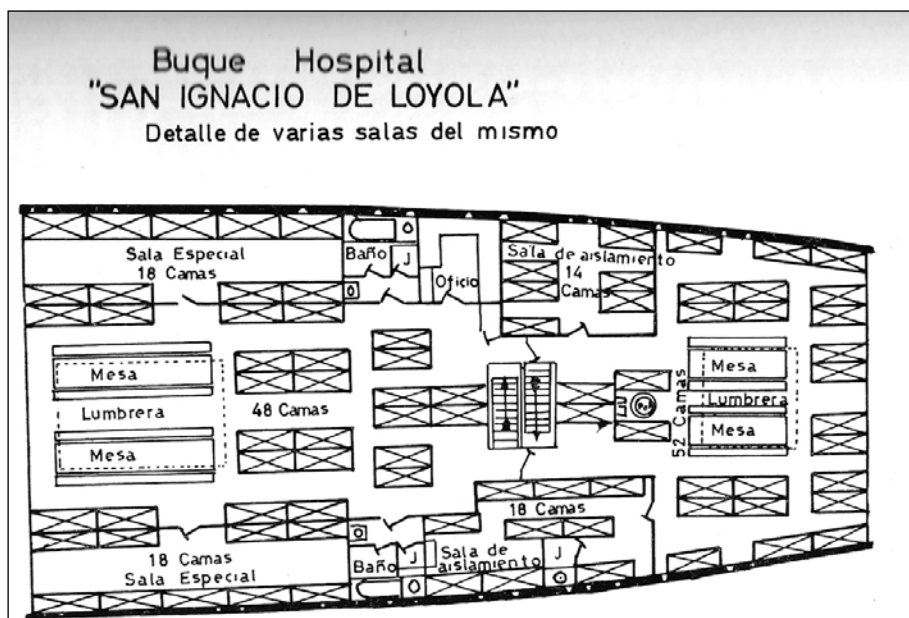 Buque Hospital
"SAN IGNACIO DE LOYOLA"
Detalle de varias salas del mismo
Sala Especial
18 Camas
Baño
J
Oficio
Sala de aislamiento
14
Camas
Mesa
Lumbrera
Mesa
48 Camas
52 Camas
Mesa
Lumbrera
Mesa
18 Camas
Sala Especial
Baño
J
Sala de
aislamiento
18 Camas
J